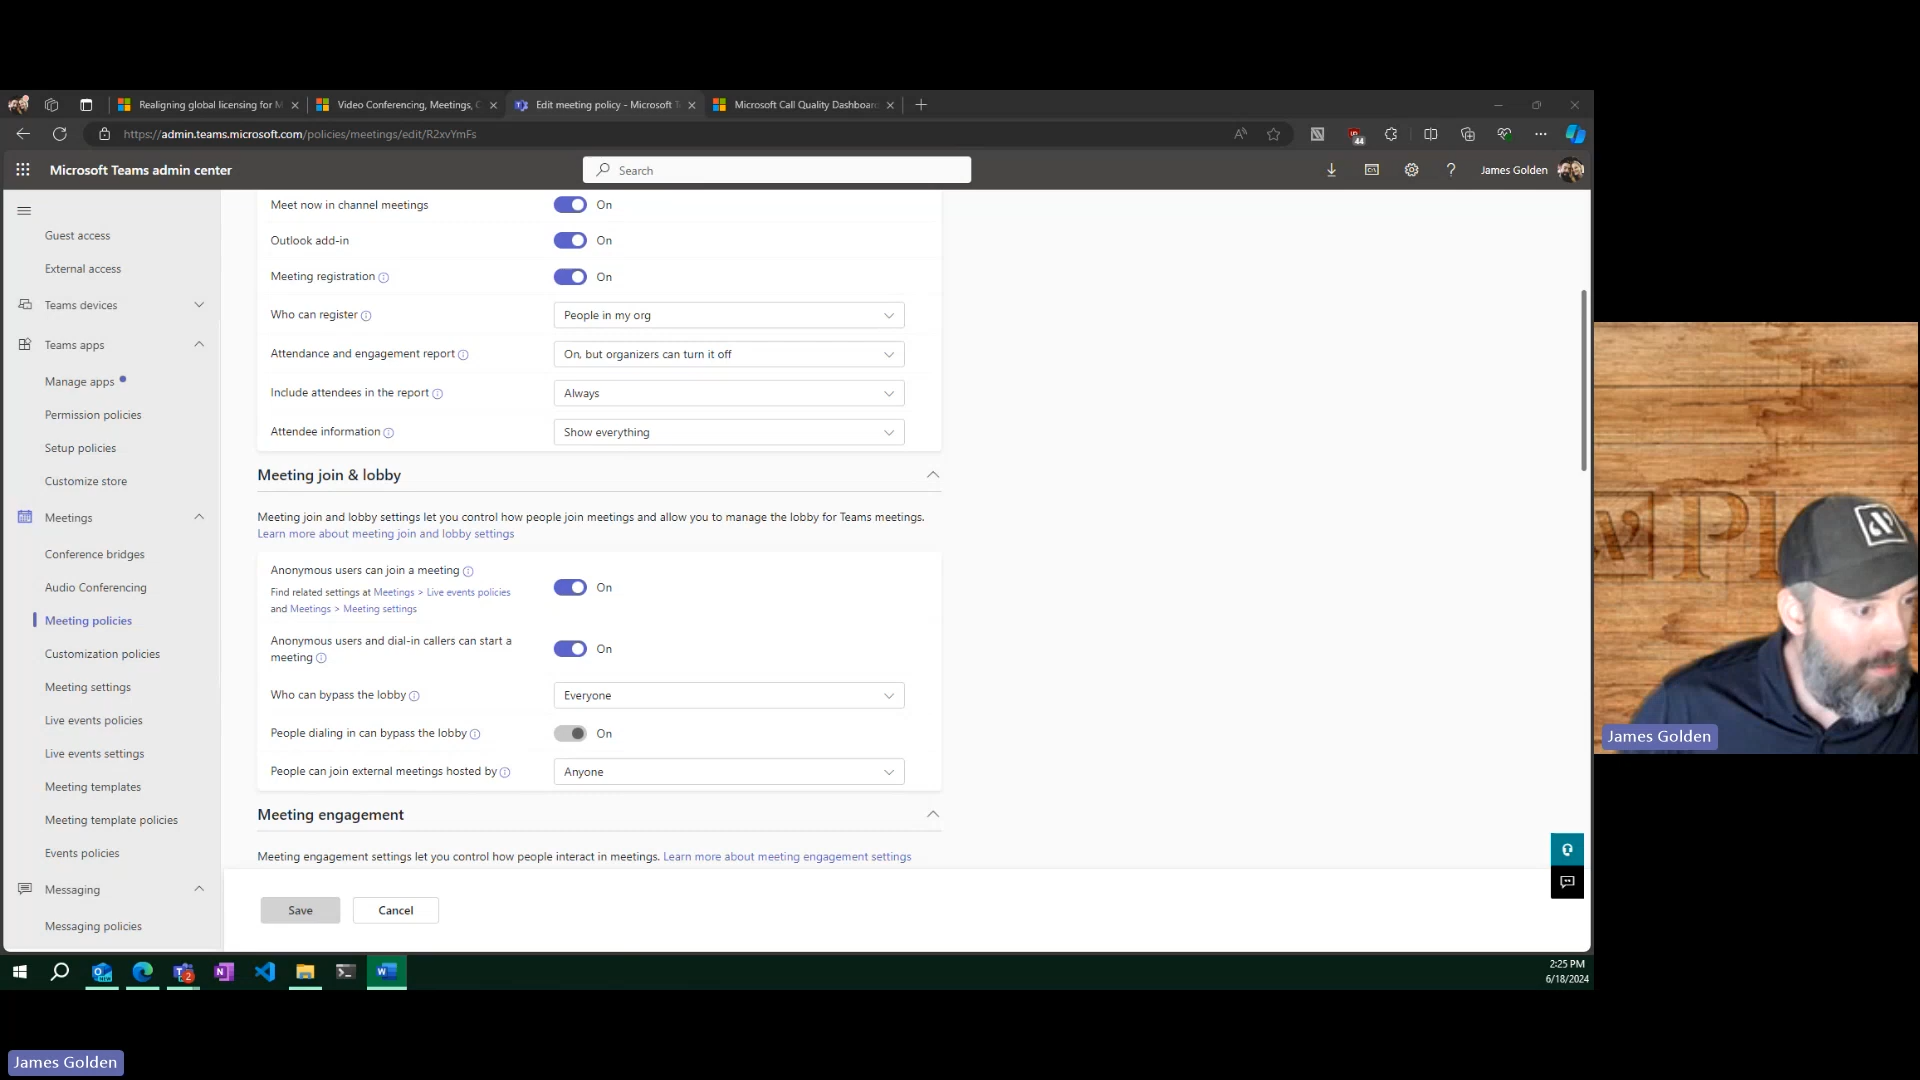 Realigning global licensing for M
Video Conferencing, Meetings, C
Edit meeting policy - Microsoft T
Microsoft Call Quality Dashboard
https://admin.teams.microsoft.com/policies/meetings/edit/R2xvYmFs
44
Microsoft Teams admin center
Search
James Golden
Guest access
External access
Teams devices
Teams apps
Manage apps
Permission policies
Setup policies
Customize store
Meetings
Conference bridges
Audio Conferencing
Meeting policies
Customization policies
Meeting settings
Live events policies
Live events settings
Meeting templates
Meeting template policies
Events policies
Messaging
Messaging policies
Meet now in channel meetings On
Outlook add-in On
Meeting registration On
Who can register People in my org
Attendance and engagement report On, but organizers can turn it off
Include attendees in the report Always
Attendee information Show everything
Meeting join & lobby
Meeting join and lobby settings let you control how people join meetings and allow you to manage the lobby for Teams meetings.
Learn more about meeting join and lobby settings
Anonymous users can join a meeting
Find related settings at Meetings > Live events policies
and Meetings > Meeting settings
On
Anonymous users and dial-in callers can start a
meeting
On
Who can bypass the lobby Everyone
People dialing in can bypass the lobby On
People can join external meetings hosted by Anyone
Meeting engagement
Meeting engagement settings let you control how people interact in meetings. Learn more about meeting engagement settings
Save
Cancel
2:25 PM
6/18/2024
James Golden
James Golden